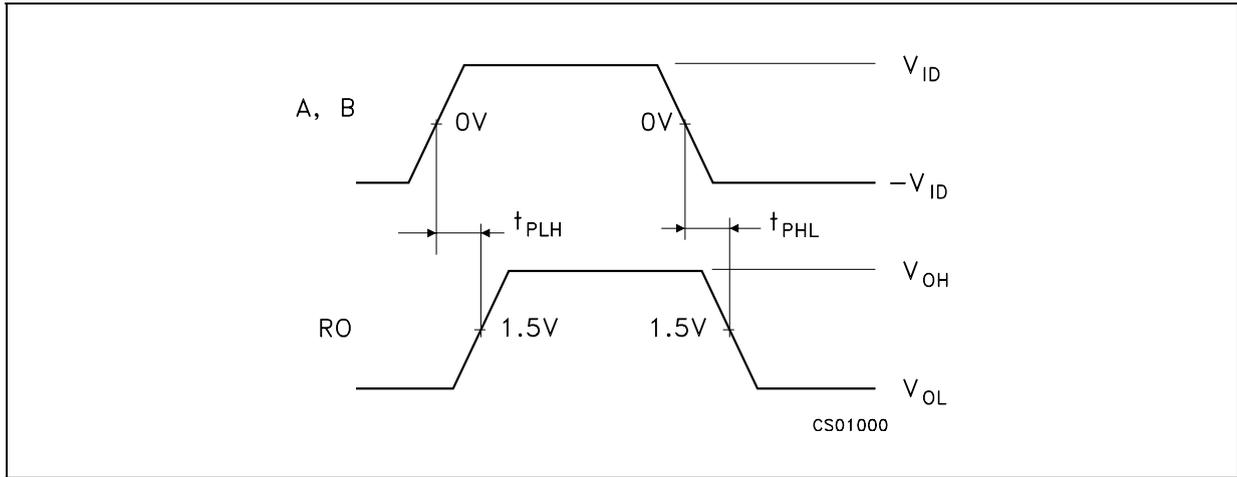 V_ID
A, B
0V 0V
-V_ID
t_PLH t_PHL
V_OH
RO 1.5V 1.5V
V_OL
CS01000